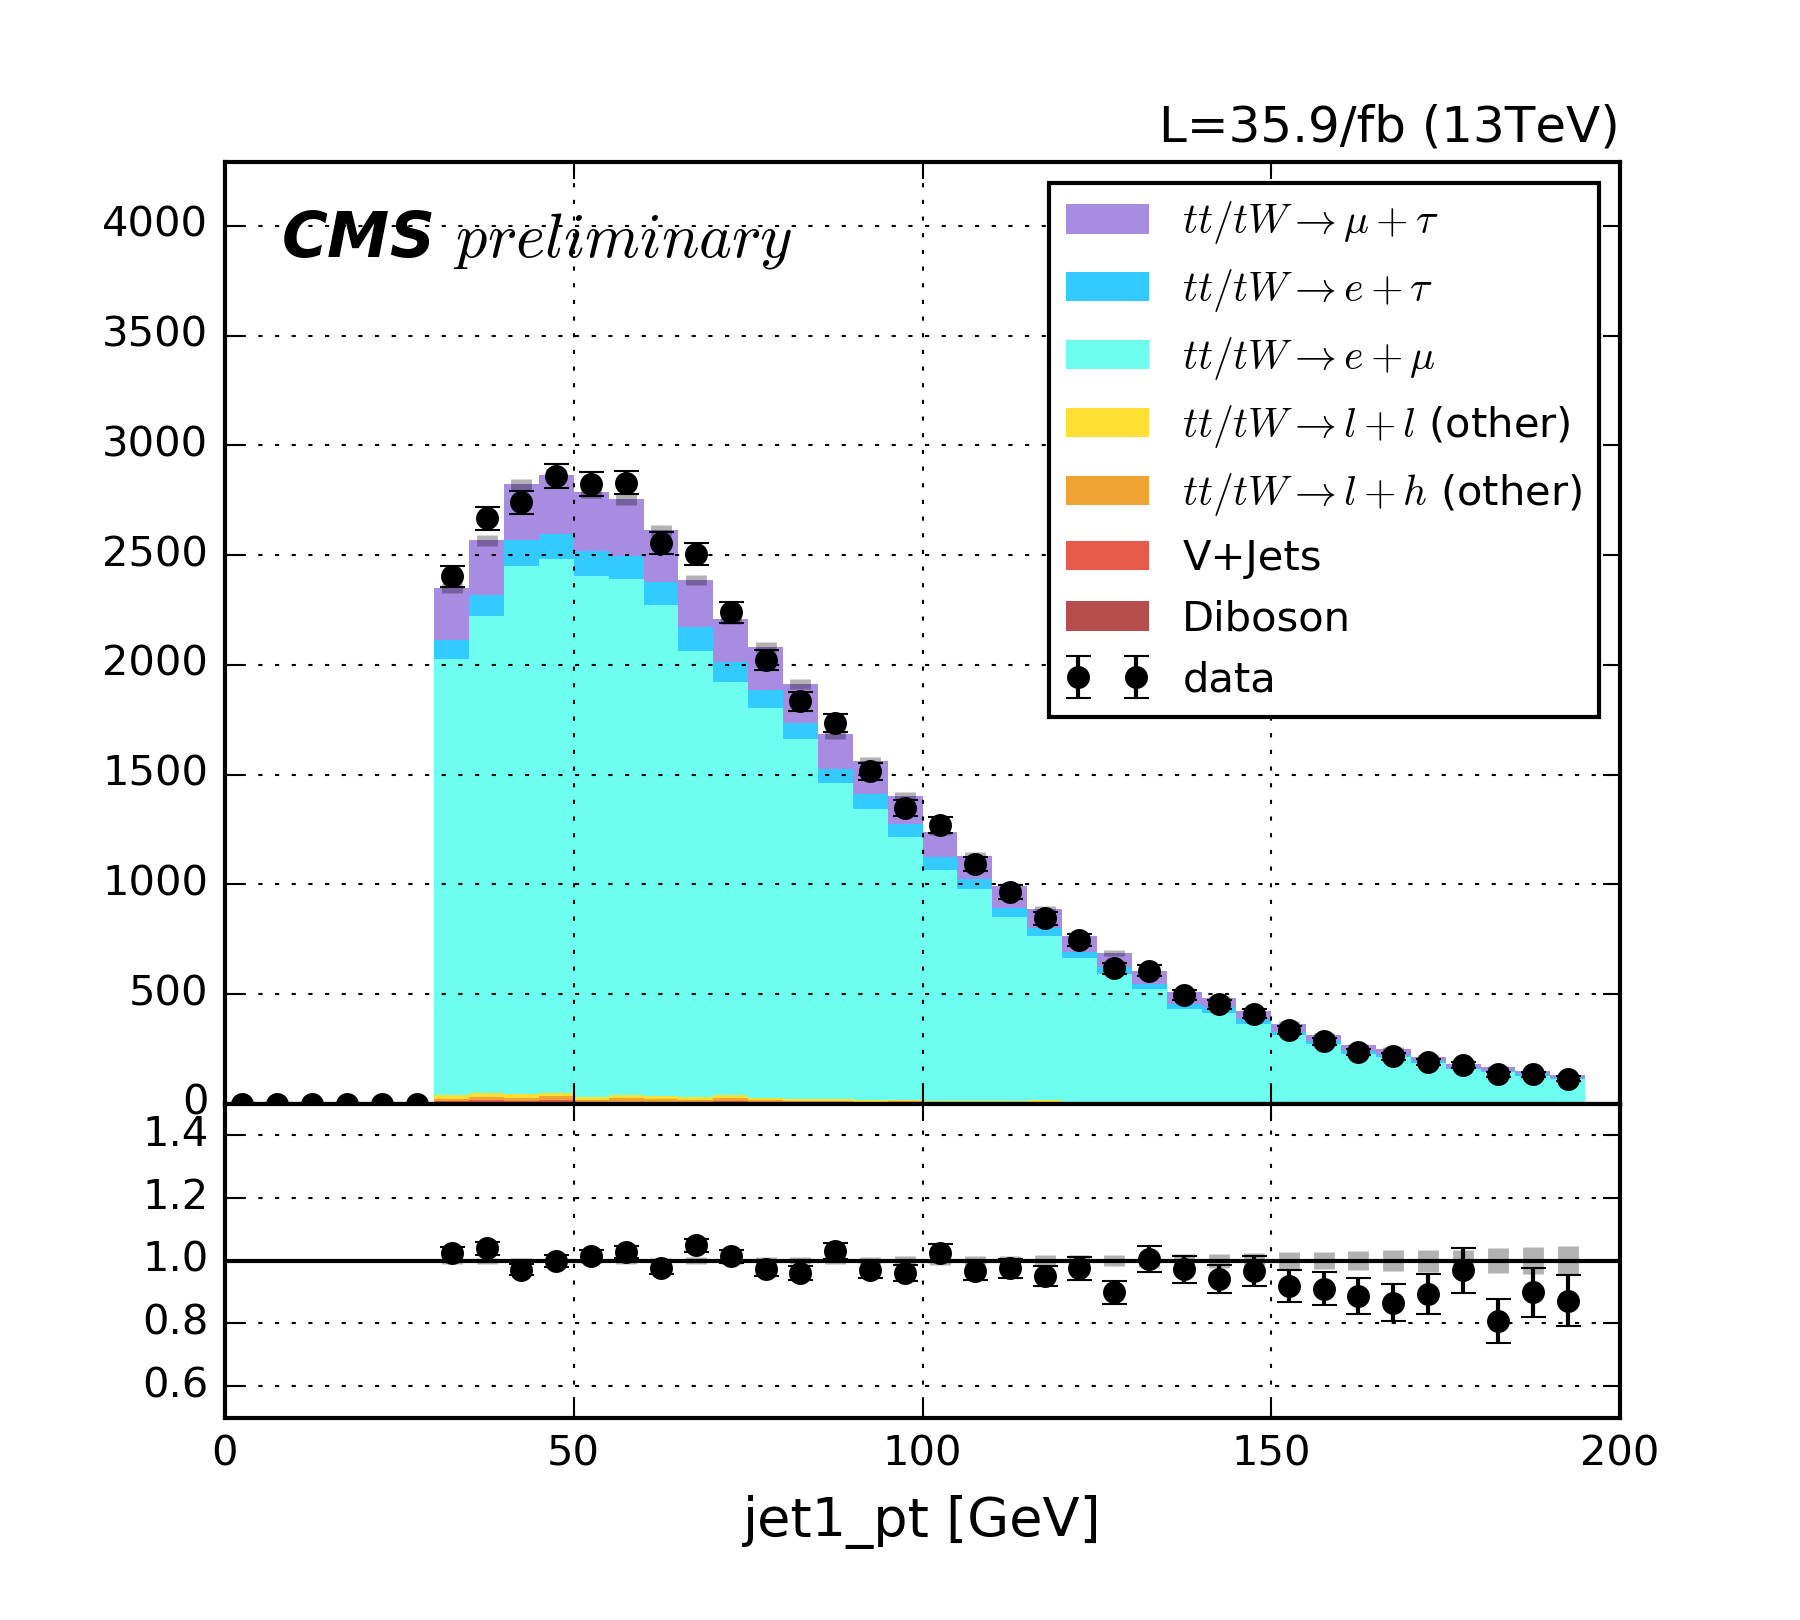 L=35.9/fb (13TeV)
CMS preliminary
4000
3500
3000
2500
2000
1500
1000
500
0
tt/tW→μ+τ
tt/tW→e+τ
tt/tW→e+μ
tt/tW→l+l (other)
tt/tW→l+h (other)
V+Jets
Diboson
data
1.4
1.2
1.0
0.8
0.6
0 50 100 150 200
jet1_pt [GeV]